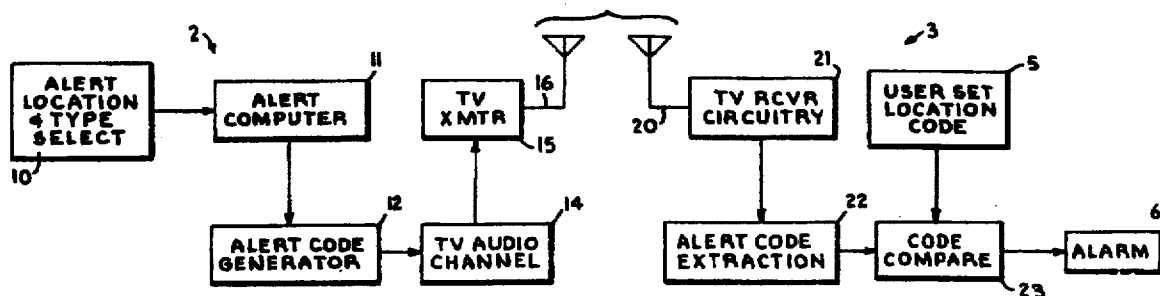 2
3
11
21
5
ALERT
LOCATION
& TYPE
SELECT
10
ALERT
COMPUTER
TV
XMTR
15
16
20
TV RCVR
CIRCUITRY
USER SET
LOCATION
CODE
12
14
22
6
ALERT CODE
GENERATOR
TV AUDIO
CHANNEL
ALERT CODE
EXTRACTION
CODE
COMPARE
23
ALARM